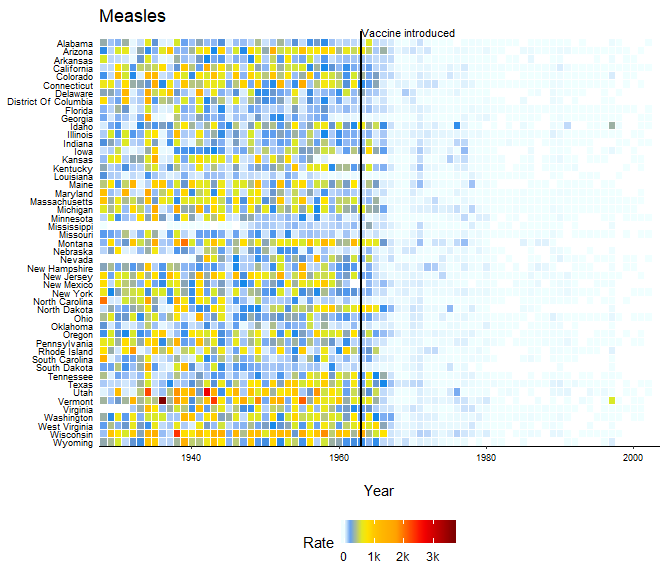 Measles
Vaccine introduced
Alabama
Arizona
Arkansas
California
Colorado
Connecticut
Delaware
District Of Columbia
Florida
Georgia
Idaho
Illinois
Indiana
Iowa
Kansas
Kentucky
Louisiana
Maine
Maryland
Massachusetts
Michigan
Minnesota
Mississippi
Missouri
Montana
Nebraska
Nevada
New Hampshire
New Jersey
New Mexico
New York
North Carolina
North Dakota
Ohio
Oklahoma
Oregon
Pennsylvania
Rhode Island
South Carolina
South Dakota
Tennessee
Texas
Utah
Vermont
Virginia
Washington
West Virginia
Wisconsin
Wyoming
1940 1960 1980 2000
Year
Rate
0 1k 2k 3k